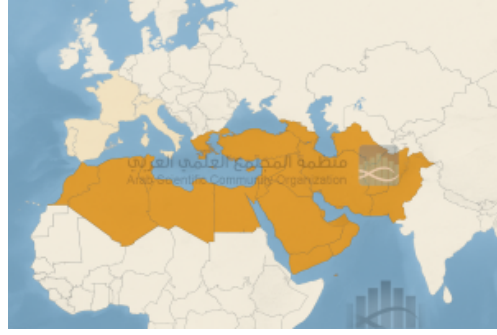 منظمة المجتمع العلمي العربي
Arab Scientific Community Organization